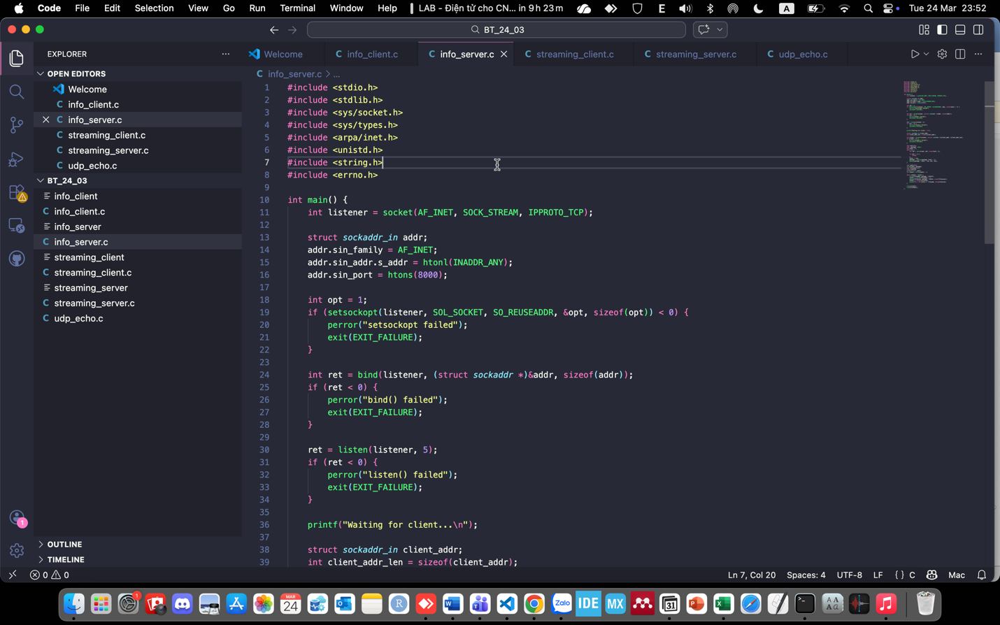 Code File Edit Selection View Go Run Terminal Window Help LAB - Điện tử cho CN... in 9 h 23 m E A Tue 24 Mar 23:52
BT_24_03
EXPLORER
OPEN EDITORS
Welcome
C info_client.c
C info_server.c
C streaming_client.c
C streaming_server.c
C udp_echo.c
BT_24_03
info_client
C info_client.c
info_server
C info_server.c
streaming_client
C streaming_client.c
streaming_server
C streaming_server.c
C udp_echo.c
1
OUTLINE
TIMELINE
Welcome C info_client.c C info_server.c C streaming_client.c C streaming_server.c C udp_echo.c
C info_server.c > ...
1 #include <stdio.h>
2 #include <stdlib.h>
3 #include <sys/socket.h>
4 #include <sys/types.h>
5 #include <arpa/inet.h>
6 #include <unistd.h>
7 #include <string.h>
8 #include <errno.h>
9
10 int main() {
11 int listener = socket(AF_INET, SOCK_STREAM, IPPROTO_TCP);
12
13 struct sockaddr_in addr;
14 addr.sin_family = AF_INET;
15 addr.sin_addr.s_addr = htonl(INADDR_ANY);
16 addr.sin_port = htons(8000);
17
18 int opt = 1;
19 if (setsockopt(listener, SOL_SOCKET, SO_REUSEADDR, &opt, sizeof(opt)) < 0) {
20 perror("setsockopt failed");
21 exit(EXIT_FAILURE);
22 }
23
24 int ret = bind(listener, (struct sockaddr *)&addr, sizeof(addr));
25 if (ret < 0) {
26 perror("bind() failed");
27 exit(EXIT_FAILURE);
28 }
29
30 ret = listen(listener, 5);
31 if (ret < 0) {
32 perror("listen() failed");
33 exit(EXIT_FAILURE);
34 }
35
36 printf("Waiting for client...\n");
37
38 struct sockaddr_in client_addr;
39 int client_addr_len = sizeof(client_addr);
0 0 Ln 7, Col 20 Spaces: 4 UTF-8 LF { } C Mac
1 MAR 24 R W Zalo IDE MX 31 P X